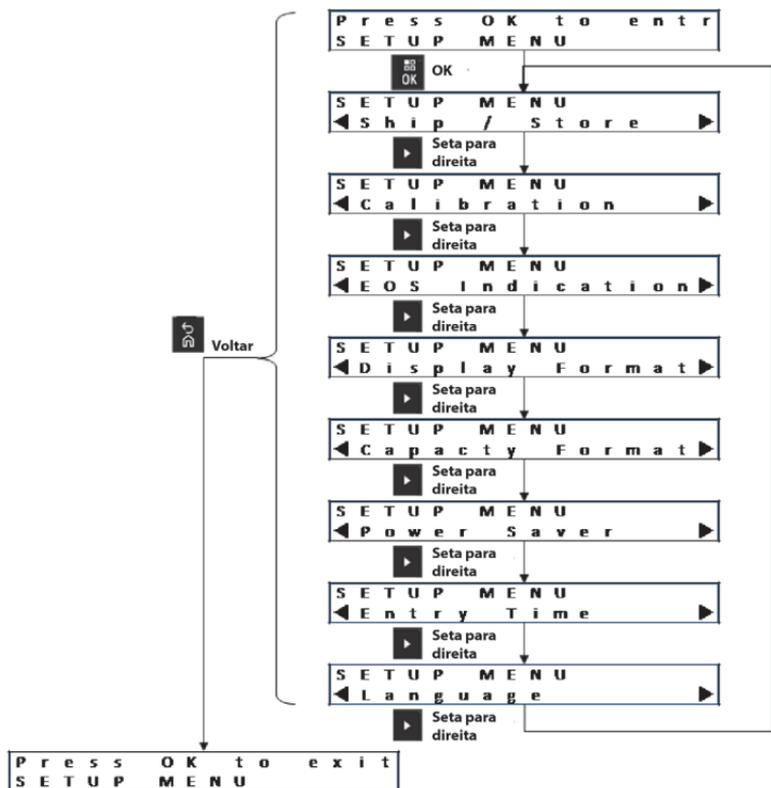 Press OK to entr
SETUP MENU
OK
OK
SETUP MENU
Ship / Store
Seta para
direita
SETUP MENU
Calibration
Seta para
direita
SETUP MENU
EOS Indication
Seta para
direita
Voltar
SETUP MENU
Display Format
Seta para
direita
SETUP MENU
Capacty Format
Seta para
direita
SETUP MENU
Power Saver
Seta para
direita
SETUP MENU
Entry Time
Seta para
direita
SETUP MENU
Language
Seta para
direita
Press OK to exit
SETUP MENU